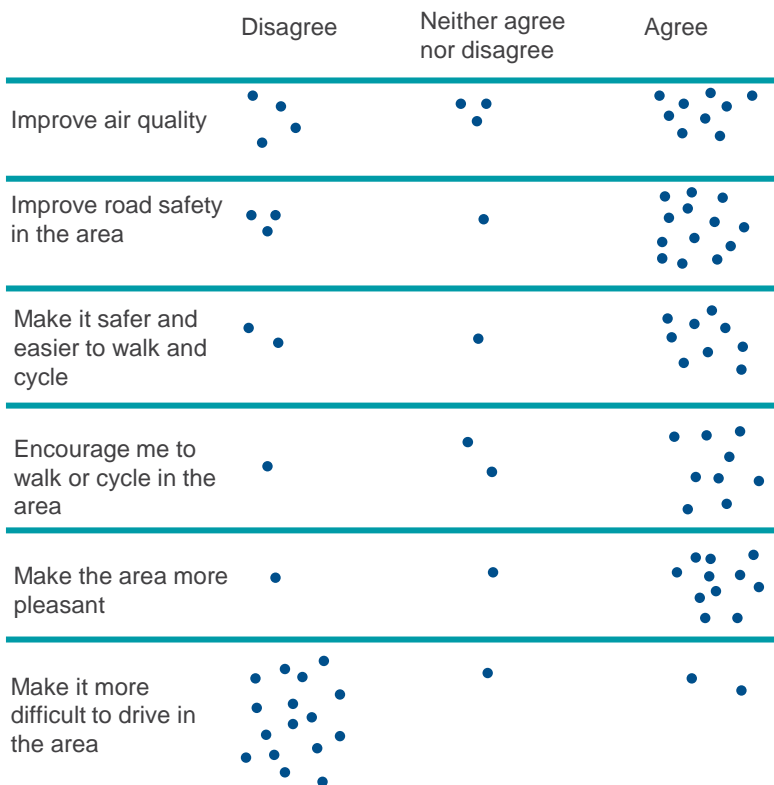 Disagree
Neither agree
nor disagree
Agree
Improve air quality
Improve road safety
in the area
Make it safer and
easier to walk and
cycle
Encourage me to
walk or cycle in the
area
Make the area more
pleasant
Make it more
difficult to drive in
the area